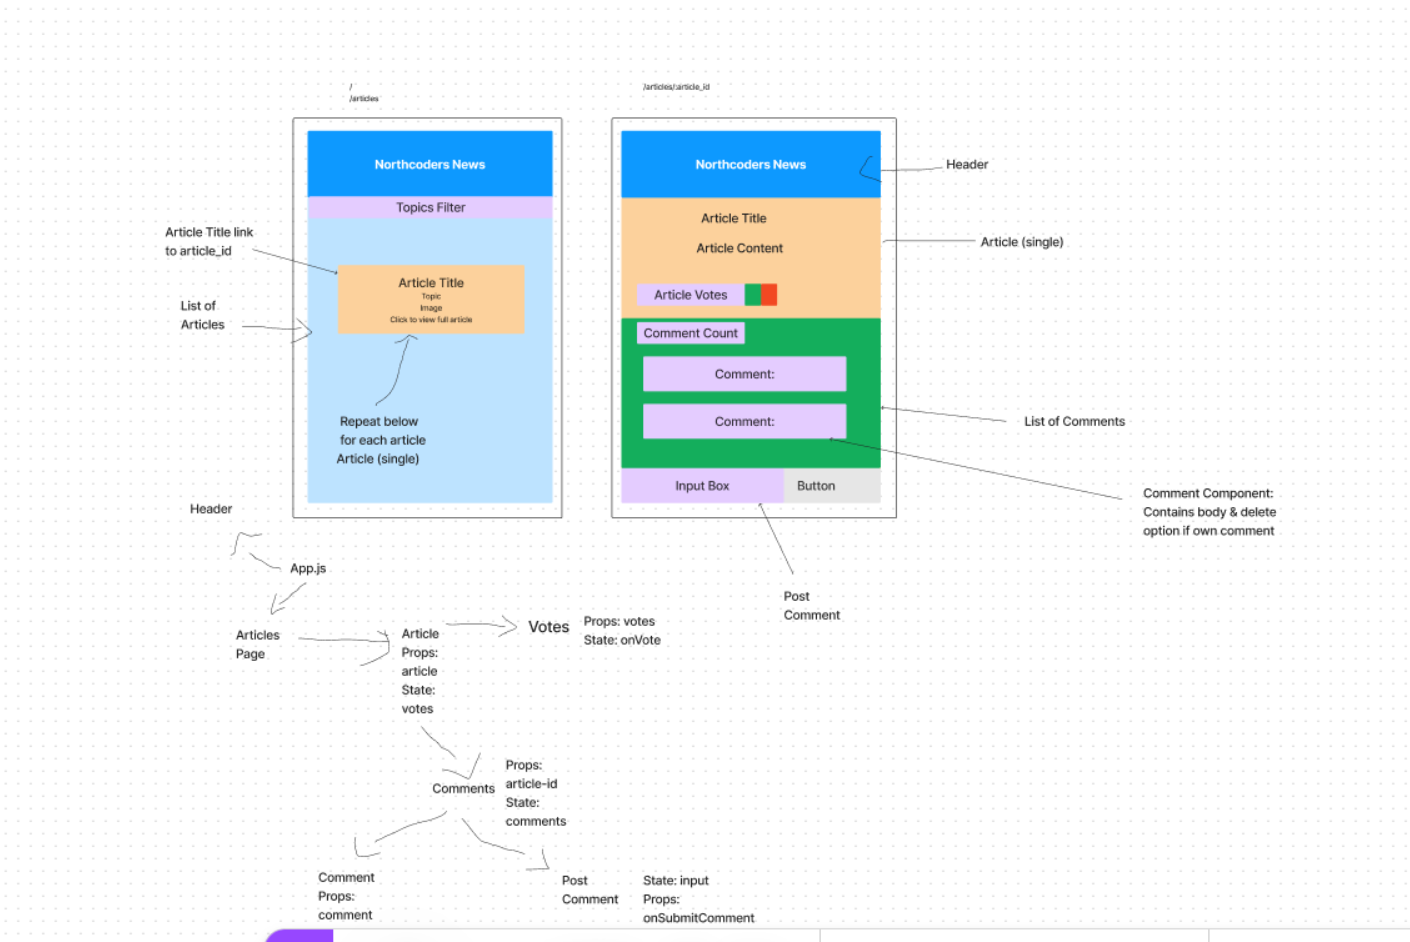 /
/articles
/articles/:article_id
Northcoders News
Topics Filter
Article Title link
to article_id
Article Title
Topic
Image
Click to view full article
List of
Articles
Repeat below
for each article
Article (single)
Northcoders News
Header
Article Title
Article Content
Article (single)
Article Votes
Comment Count
Comment:
Comment:
List of Comments
Input Box
Button
Comment Component:
Contains body & delete
option if own comment
Post
Comment
Header
App.js
Articles
Page
Article
Props:
article
State:
votes
Votes
Props: votes
State: onVote
Comments
Props:
article-id
State:
comments
Comment
Props:
comment
Post
Comment
State: input
Props:
onSubmitComment